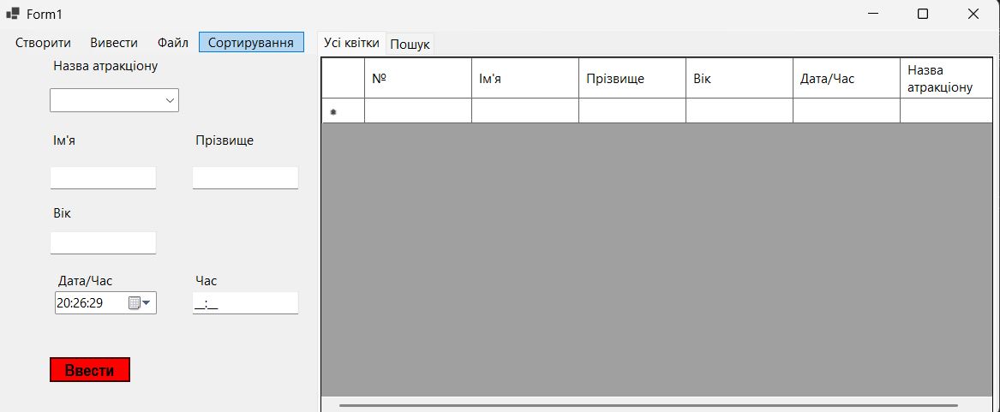 Form1
Створити Вивести Файл Сортирування
Усі квітки Пошук
Назва атракціону
№ Ім'я Прізвище Вік Дата/Час Назва атракціону
Ім'я Прізвище
Вік
Дата/Час Час
20:26:29 __:__
Ввести